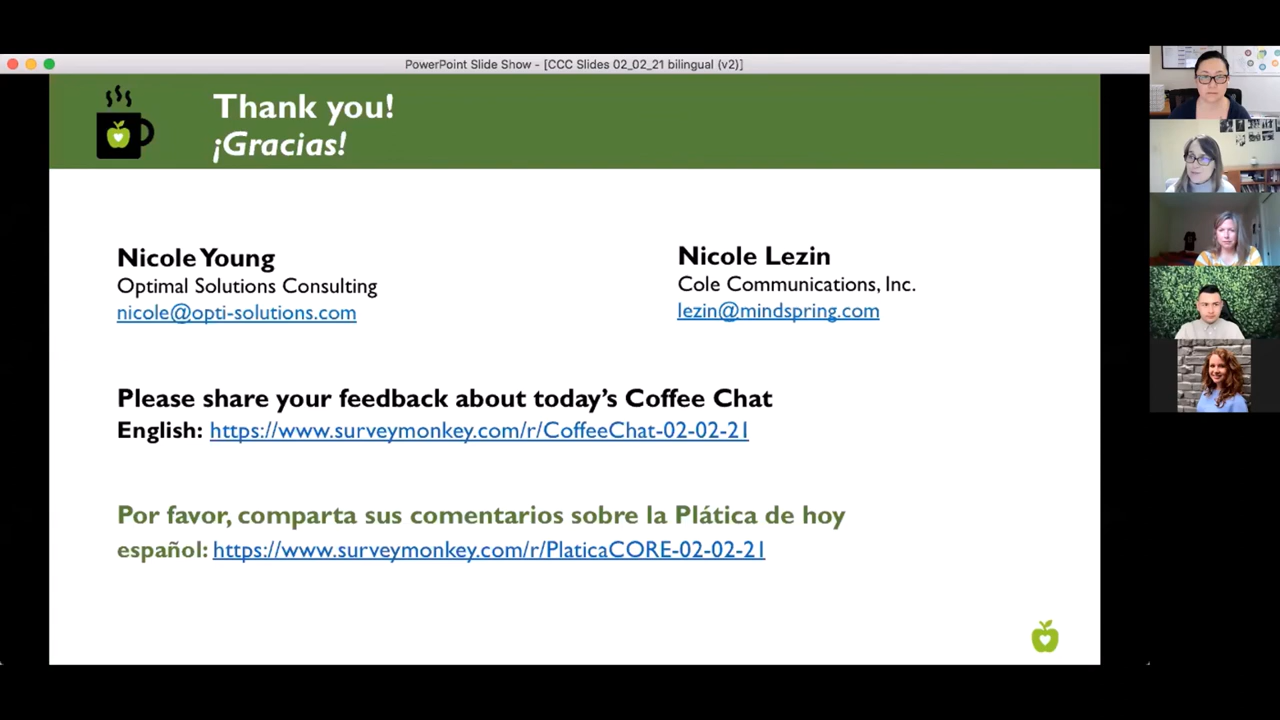 PowerPoint Slide Show - [CCC Slides 02_02_21 bilingual (v2)]
Thank you!
¡Gracias!
Nicole Young
Optimal Solutions Consulting
nicole@opti-solutions.com
Nicole Lezin
Cole Communications, Inc.
lezin@mindspring.com
Please share your feedback about today's Coffee Chat
English: https://www.surveymonkey.com/r/CoffeeChat-02-02-21
Por favor, comparta sus comentarios sobre la Plática de hoy
español: https://www.surveymonkey.com/r/PlaticaCORE-02-02-21